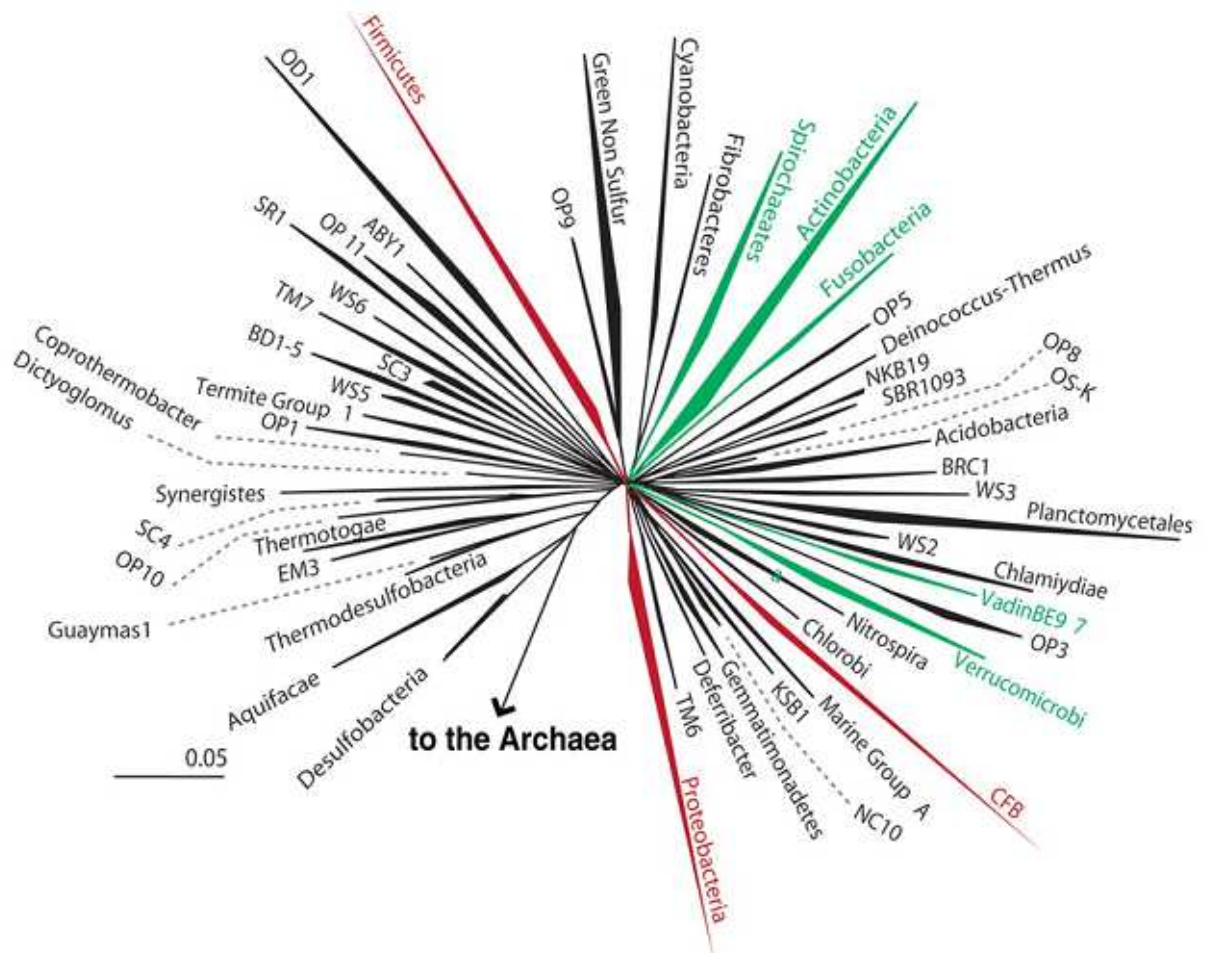 Firmicutes
OD1
Green Non Sulfur
Cyanobacteria
Fibrobacteres
Spirochaeates
Actinobacteria
Fusobacteria
OP9
SR1
OP 11
ABY1
TM7
WS6
BD1-5
SC3
WS5
Coprothermobacter
Dictyoglomus
Termite Group 1
OP1
Synergistes
SC4
OP10
Thermotogae
EM3
Guaymas1
Thermodesulfobacteria
Aquifacae
Desulfobacteria
to the Archaea
0.05
OP5
Deinococcus-Thermus
NKB19
SBR1093
OP8
OS-K
Acidobacteria
BRC1
WS3
Planctomycetales
WS2
Chlamiydiae
VadinBE9 7
OP3
Verrucomicrobi
a
Nitrospira
Chlorobi
CFB
Marine Group A
KSB1
NC10
Gemmatimonadetes
Deferribacter
TM6
Proteobacteria